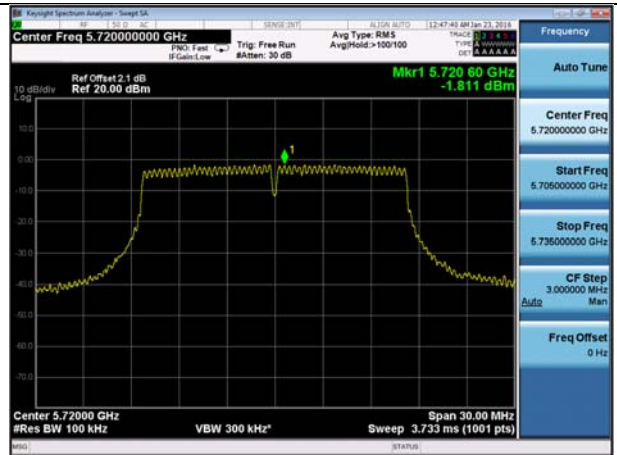 Keysight Spectrum Analyzer - Swept SA
RF 50 Ω AC SENSE:INT ALIGN AUTO 12:47:40 AM Jan 23, 2016
Center Freq 5.720000000 GHz
PNO: Fast
IFGain:Low
Trig: Free Run
#Atten: 30 dB
Avg Type: RMS
Avg|Hold:>100/100
TRACE 1 2 3 4 5 6
TYPE A WWWWW
DET A A A A A A
Frequency
Mkr1 5.720 60 GHz
-1.811 dBm
Ref Offset 2.1 dB
10 dB/div Ref 20.00 dBm
Log
10.0
0.00
-10.0
-20.0
-30.0
-40.0
-50.0
-60.0
-70.0
1
Auto Tune
Center Freq
5.720000000 GHz
Start Freq
5.705000000 GHz
Stop Freq
5.735000000 GHz
CF Step
3.000000 MHz
Auto Man
Freq Offset
0 Hz
Center 5.72000 GHz Span 30.00 MHz
#Res BW 100 kHz VBW 300 kHz* Sweep 3.733 ms (1001 pts)
MSG STATUS